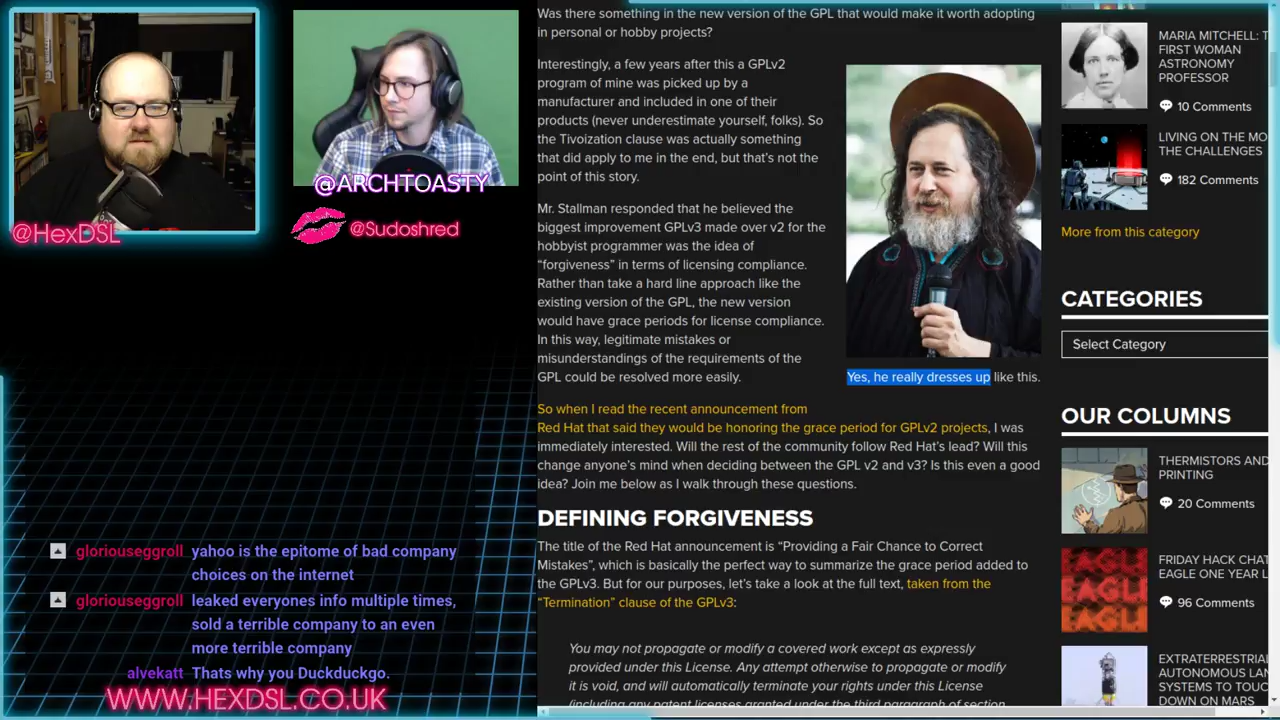 @HexDSL
@ARCHTOASTY
@Sudoshred
gloriouseggroll yahoo is the epitome of bad company
choices on the internet
gloriouseggroll leaked everyones info multiple times,
sold a terrible company to an even
more terrible company
alvekatt Thats why you Duckduckgo.
WWW.HEXDSL.CO.UK
Was there something in the new version of the GPL that would make it worth adopting
in personal or hobby projects?
Interestingly, a few years after this a GPLv2
program of mine was picked up by a
manufacturer and included in one of their
products (never underestimate yourself, folks). So
the Tivoization clause was actually something
that did apply to me in the end, but that's not the
point of this story.
Mr. Stallman responded that he believed the
biggest improvement GPLv3 made over v2 for the
hobbyist programmer was the idea of
“forgiveness” in terms of licensing compliance.
Rather than take a hard line approach like the
existing version of the GPL, the new version
would have grace periods for license compliance.
In this way, legitimate mistakes or
misunderstandings of the requirements of the
GPL could be resolved more easily.
Yes, he really dresses up like this.
So when I read the recent announcement from
Red Hat that said they would be honoring the grace period for GPLv2 projects, I was
immediately interested. Will the rest of the community follow Red Hat's lead? Will this
change anyone's mind when deciding between the GPL v2 and v3? Is this even a good
idea? Join me below as I walk through these questions.
DEFINING FORGIVENESS
The title of the Red Hat announcement is “Providing a Fair Chance to Correct
Mistakes”, which is basically the perfect way to summarize the grace period added to
the GPLv3. But for our purposes, let's take a look at the full text, taken from the
“Termination” clause of the GPLv3:
You may not propagate or modify a covered work except as expressly
provided under this License. Any attempt otherwise to propagate or modify
it is void, and will automatically terminate your rights under this License
(including any patent licenses granted under the third paragraph of section
MARIA MITCHELL: T
FIRST WOMAN
ASTRONOMY
PROFESSOR
10 Comments
LIVING ON THE MO
THE CHALLENGES
182 Comments
More from this category
CATEGORIES
Select Category
OUR COLUMNS
THERMISTORS AND
PRINTING
20 Comments
FRIDAY HACK CHAT
EAGLE ONE YEAR L
96 Comments
EAGLE
EAGLE
EAGLE
EXTRATERRESTRIAL
AUTONOMOUS LAN
SYSTEMS TO TOUC
DOWN ON MARS